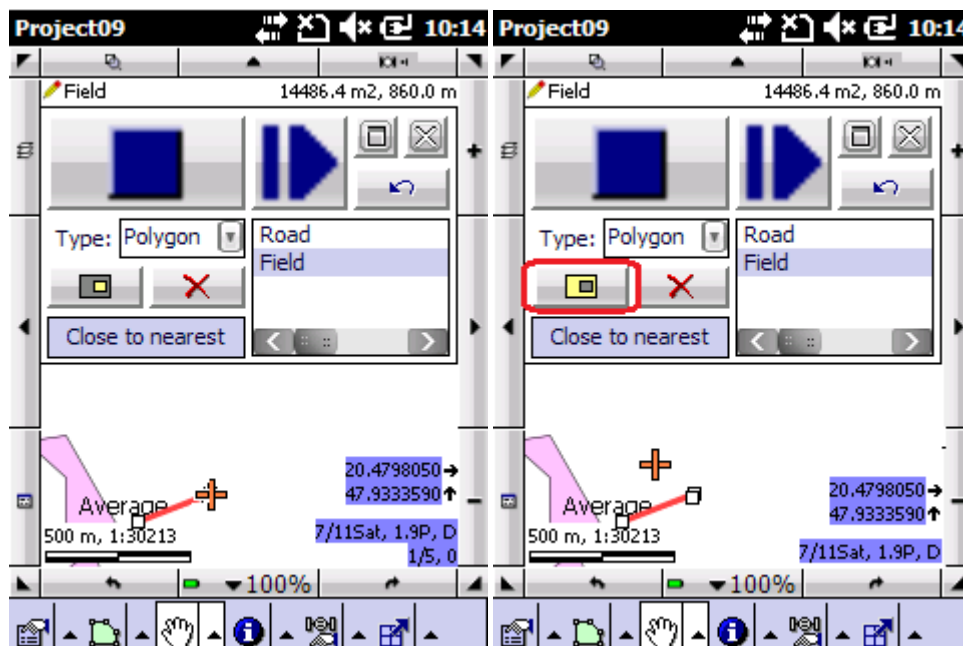 Project09 10:14
Field 14486.4 m2, 860.0 m
Type: Polygon
Road
Field
Close to nearest
20.4798050
47.9333590
Average
500 m, 1:30213
7/11Sat, 1.9P, D
1/5, 0
100%
Project09 10:14
Field 14486.4 m2, 860.0 m
Type: Polygon
Road
Field
Close to nearest
20.4798050
47.9333590
Average
500 m, 1:30213
7/11Sat, 1.9P, D
100%